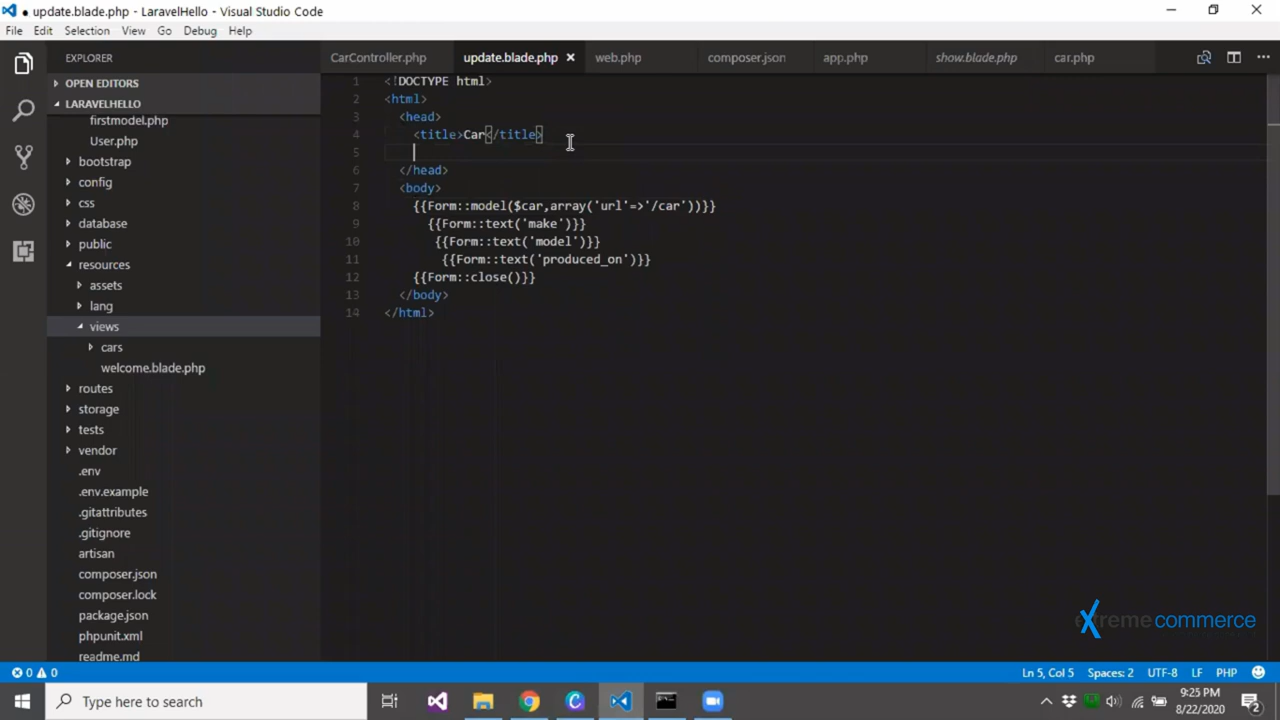 update.blade.php - LaravelHello - Visual Studio Code
File Edit Selection View Go Debug Help
EXPLORER
OPEN EDITORS
LARAVELHELLO
firstmodel.php
User.php
bootstrap
config
css
database
public
resources
assets
lang
views
cars
welcome.blade.php
routes
storage
tests
vendor
.env
.env.example
.gitattributes
.gitignore
artisan
composer.json
composer.lock
package.json
phpunit.xml
readme.md
CarController.php update.blade.php web.php composer.json app.php show.blade.php car.php
1 <!DOCTYPE html>
2 <html>
3 <head>
4 <title>Car</title>
5
6 </head>
7 <body>
8 {{Form::model($car,array('url'=>'/car'))}}
9 {{Form::text('make')}}
10 {{Form::text('model')}}
11 {{Form::text('produced_on')}}
12 {{Form::close()}}
13 </body>
14 </html>
extreme commerce
0 0 Ln 5, Col 5 Spaces: 2 UTF-8 LF PHP
Type here to search
9:25 PM
8/22/2020
2